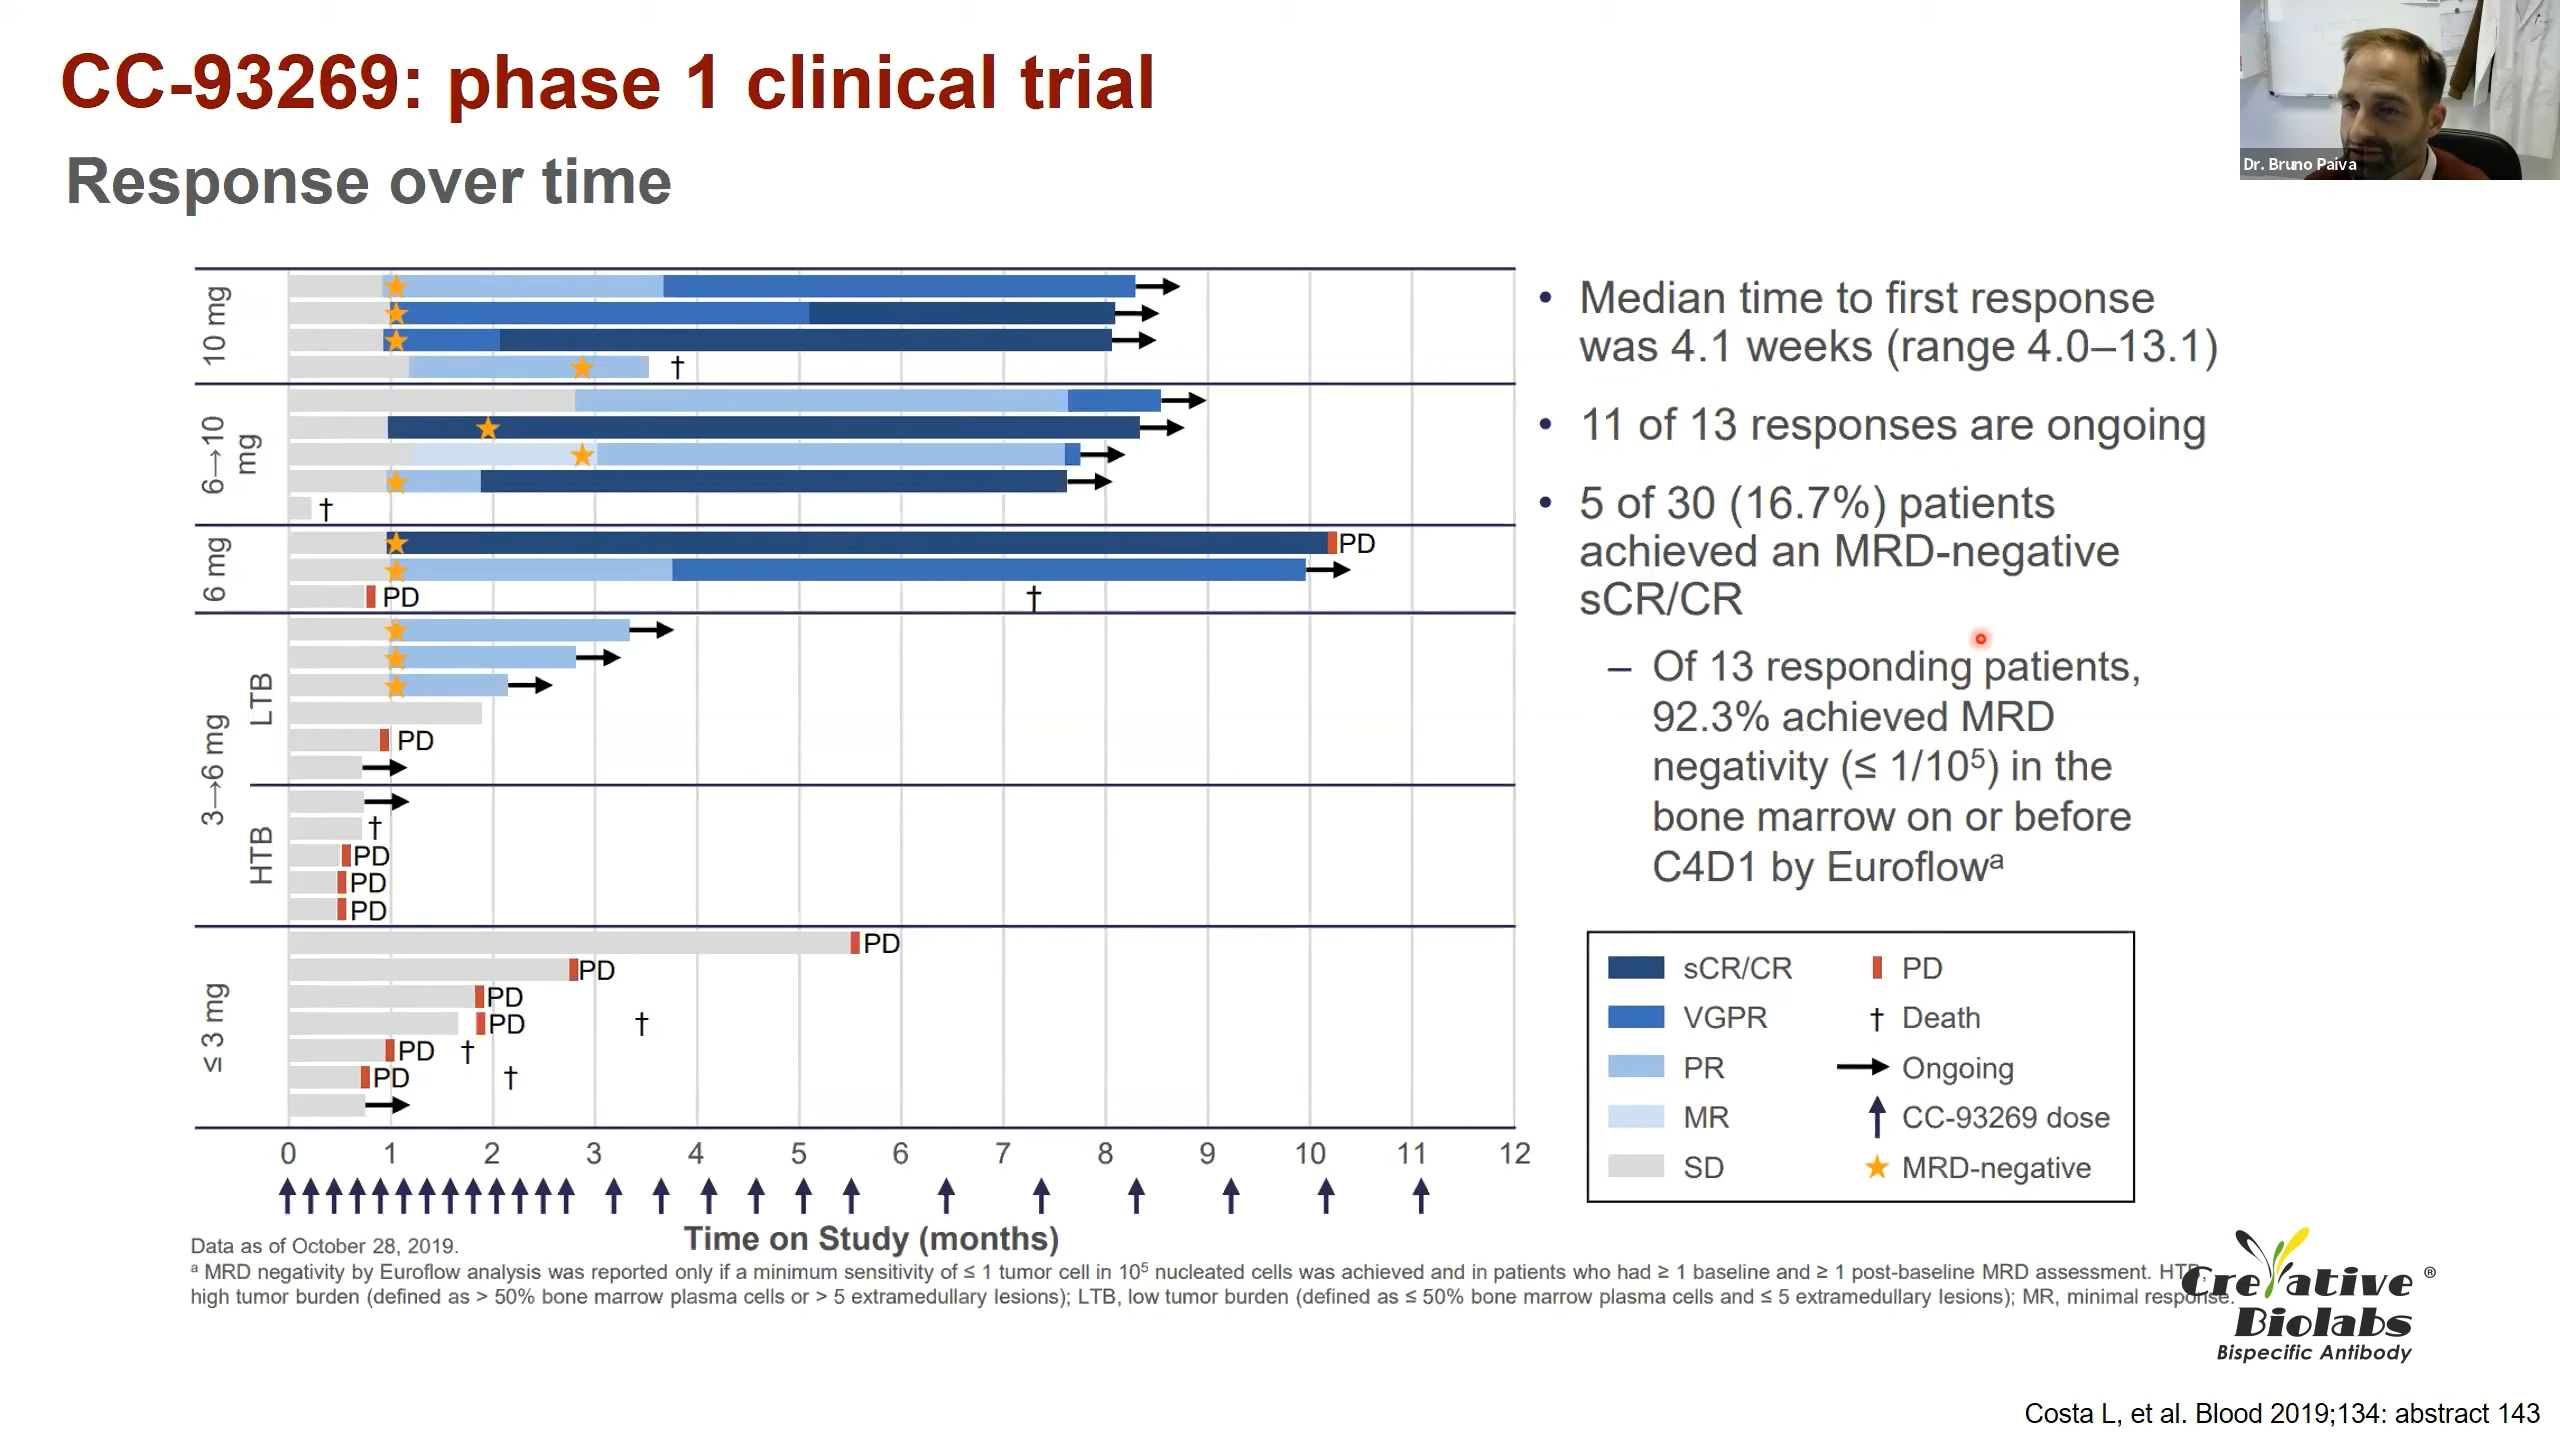 CC-93269: phase 1 clinical trial
Response over time
Dr. Bruno Paiva
10 mg
6→10
mg
6 mg
3→6 mg
LTB
HTB
≤ 3 mg
†
†
PD
PD
†
PD
†
PD
PD
PD
PD
PD
PD
PD †
PD †
PD †
0 1 2 3 4 5 6 7 8 9 10 11 12
Time on Study (months)
• Median time to first response
was 4.1 weeks (range 4.0–13.1)
• 11 of 13 responses are ongoing
• 5 of 30 (16.7%) patients
achieved an MRD-negative
sCR/CR
– Of 13 responding patients,
92.3% achieved MRD
negativity (≤ 1/10⁵) in the
bone marrow on or before
C4D1 by Euroflowᵃ
sCR/CR
VGPR
PR
MR
SD
PD
† Death
Ongoing
CC-93269 dose
MRD-negative
Data as of October 28, 2019.
ᵃ MRD negativity by Euroflow analysis was reported only if a minimum sensitivity of ≤ 1 tumor cell in 10⁵ nucleated cells was achieved and in patients who had ≥ 1 baseline and ≥ 1 post-baseline MRD assessment. HTB,
high tumor burden (defined as > 50% bone marrow plasma cells or > 5 extramedullary lesions); LTB, low tumor burden (defined as ≤ 50% bone marrow plasma cells and ≤ 5 extramedullary lesions); MR, minimal response.
Creative ®
Biolabs
Bispecific Antibody
Costa L, et al. Blood 2019;134: abstract 143